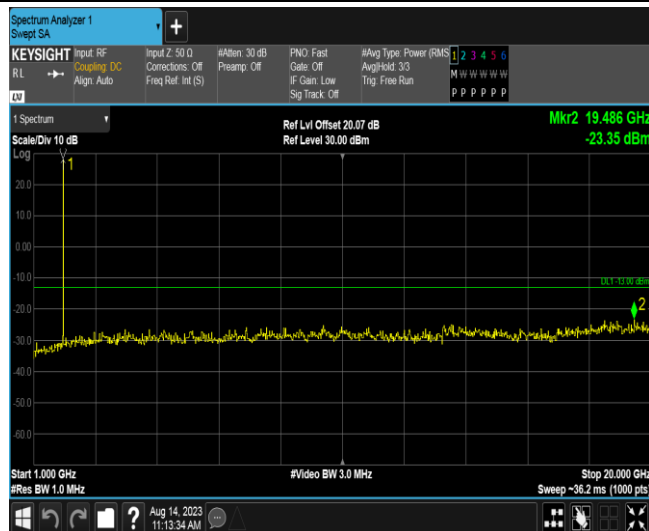 Spectrum Analyzer 1
Swept SA
+
KEYSIGHT
RL
Input: RF
Coupling: DC
Align: Auto
Input Z: 50 Ω
Corrections: Off
Freq Ref: Int (S)
#Atten: 30 dB
Preamp: Off
PNO: Fast
Gate: Off
IF Gain: Low
Sig Track: Off
#Avg Type: Power (RMS
Avg|Hold: 3/3
Trig: Free Run
1 2 3 4 5 6
M W W W W W
P P P P P P
1 Spectrum
Scale/Div 10 dB
Ref Lvl Offset 20.07 dB
Ref Level 30.00 dBm
Mkr2 19.486 GHz
-23.35 dBm
Log
1
20.0
10.0
0.00
-10.0
DL1 -13.00 dBm
-20.0
2
-30.0
-40.0
-50.0
-60.0
Start 1.000 GHz
#Res BW 1.0 MHz
#Video BW 3.0 MHz
Stop 20.000 GHz
Sweep ~36.2 ms (1000 pts)
?
Aug 14, 2023
11:13:34 AM